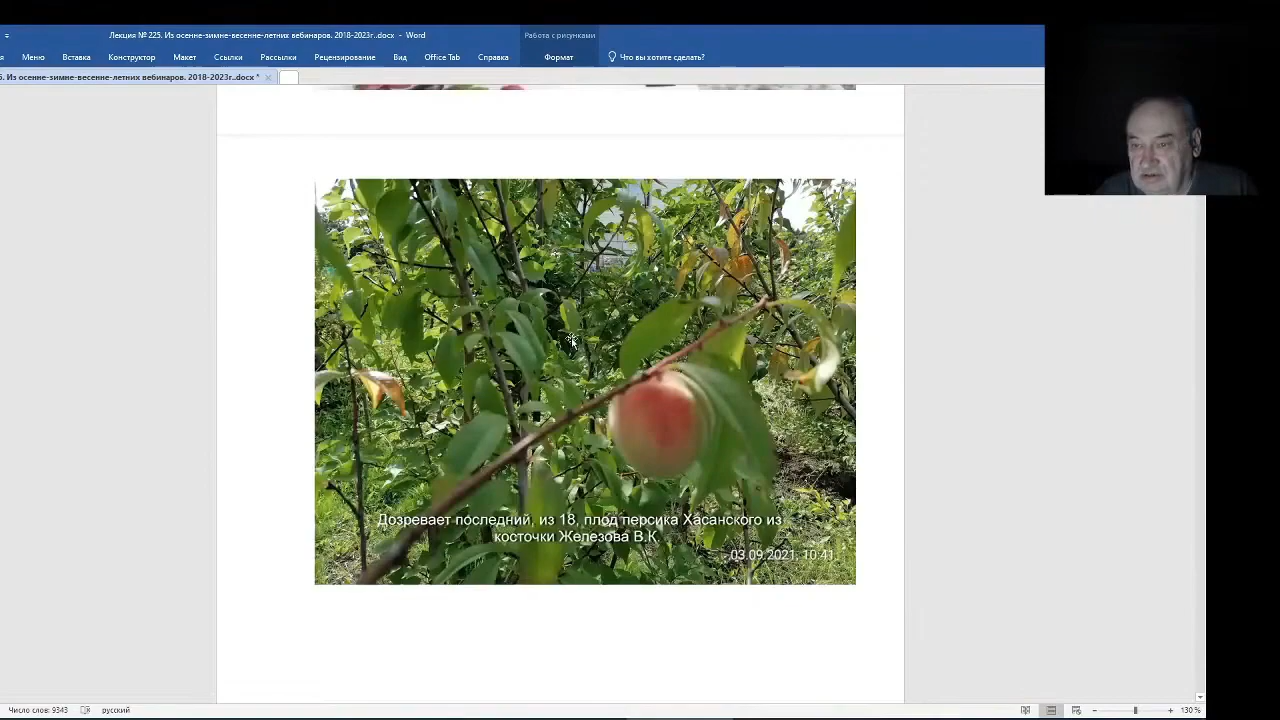 Лекция № 225. Из осенне-зимне-весенне-летних вебинаров. 2018-2023г..docx - Word
Работа с рисунками
Меню Вставка Конструктор Макет Ссылки Рассылки Рецензирование Вид Office Tab Справка Формат Что вы хотите сделать?
5. Из осенне-зимне-весенне-летних вебинаров. 2018-2023г..docx *
Дозревает последний, из 18, плод персика Хасанского из
косточки Железова В.К.
03.09.2021, 10:41
Число слов: 9343 русский 130 %